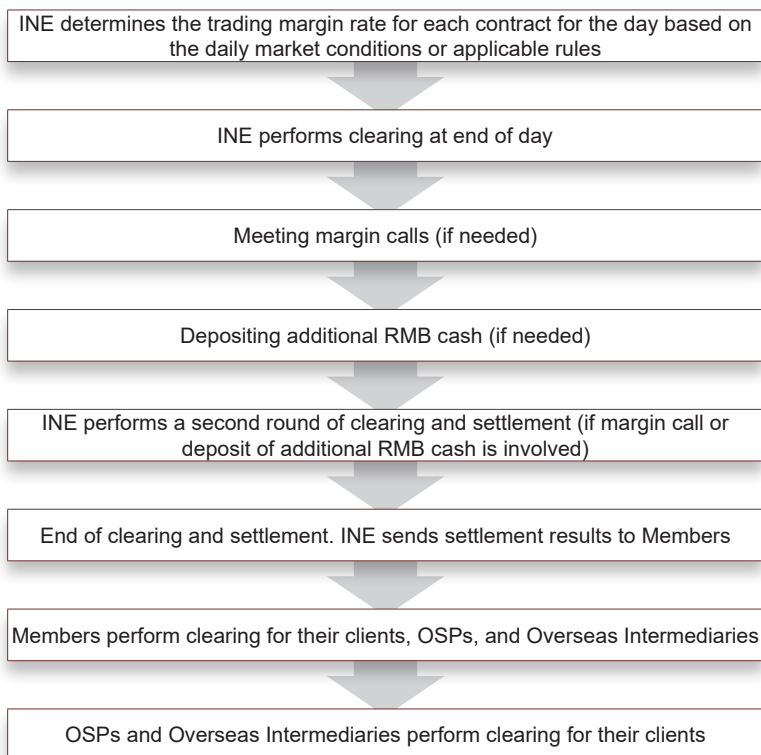 INE determines the trading margin rate for each contract for the day based on
the daily market conditions or applicable rules
INE performs clearing at end of day
Meeting margin calls (if needed)
Depositing additional RMB cash (if needed)
INE performs a second round of clearing and settlement (if margin call or
deposit of additional RMB cash is involved)
End of clearing and settlement. INE sends settlement results to Members
Members perform clearing for their clients, OSPs, and Overseas Intermediaries
OSPs and Overseas Intermediaries perform clearing for their clients